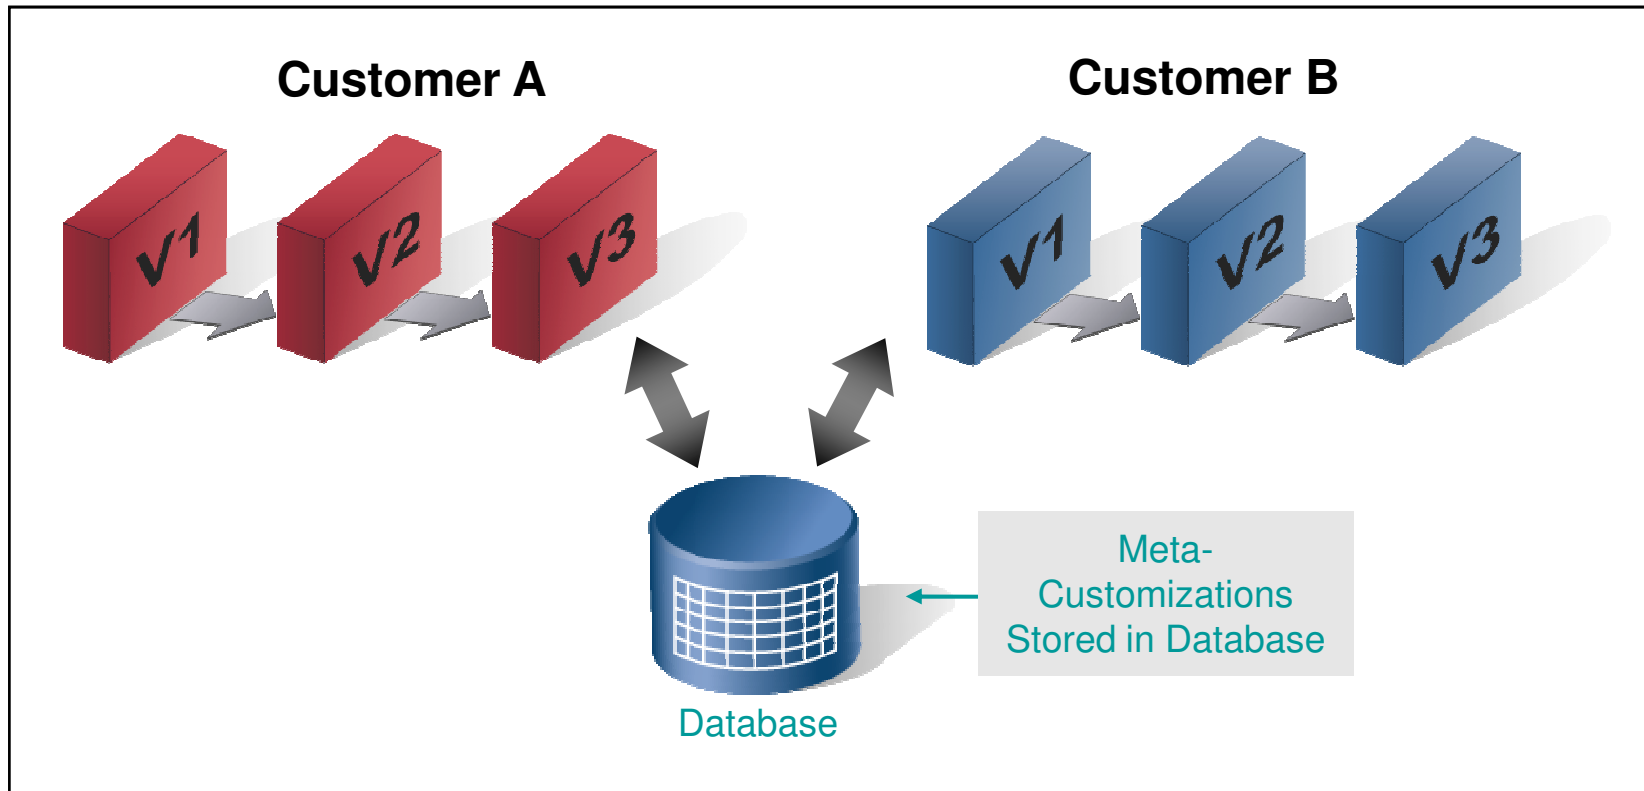 Customer A
Customer B
V1
V2
V3
V1
V2
V3
Meta-
Customizations
Stored in Database
Database